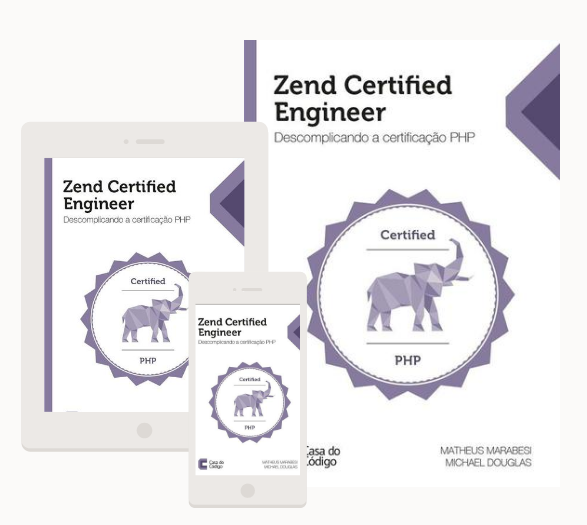 Zend Certified
Engineer
Descomplicando a certificação PHP
Certified
PHP
Casa do
Código
MATHEUS MARABESI
MICHAEL DOUGLAS
Zend Certified
Engineer
Descomplicando a certificação PHP
Certified
PHP
Zend Certified
Engineer
Descomplicando a certificação PHP
Certified
PHP
Casa do
Código
MATHEUS MARABESI
MICHAEL DOUGLAS